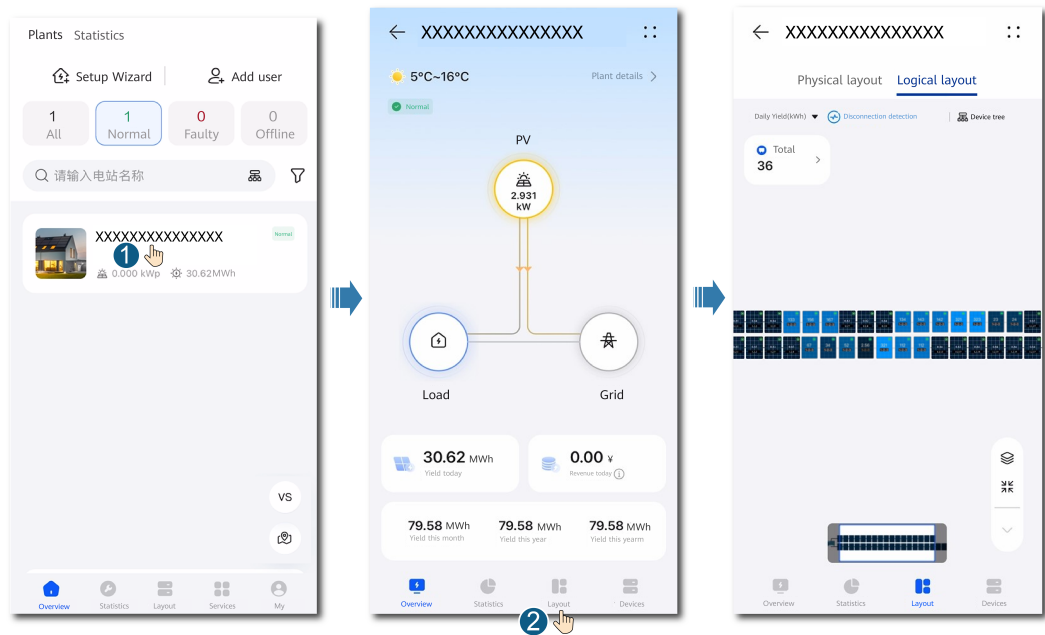 Plants Statistics
Setup Wizard
Add user
1
All
1
Normal
0
Faulty
0
Offline
请输入电站名称
XXXXXXXXXXXXXXX
Normal
1
0.000 kWp
30.62MWh
VS
Overview
Statistics
Layout
Services
My
XXXXXXXXXXXXXXX
5°C~16°C
Plant details
Normal
PV
2.931
kW
Load
Grid
30.62 MWh
Yield today
0.00 ¥
Revenue today
79.58 MWh
Yield this month
79.58 MWh
Yield this year
79.58 MWh
Yield this yearm
Overview
Statistics
Layout
Devices
2
XXXXXXXXXXXXXXX
Physical layout
Logical layout
Daily Yield(kWh)
Disconnection detection
Device tree
Total
36
Overview
Statistics
Layout
Devices